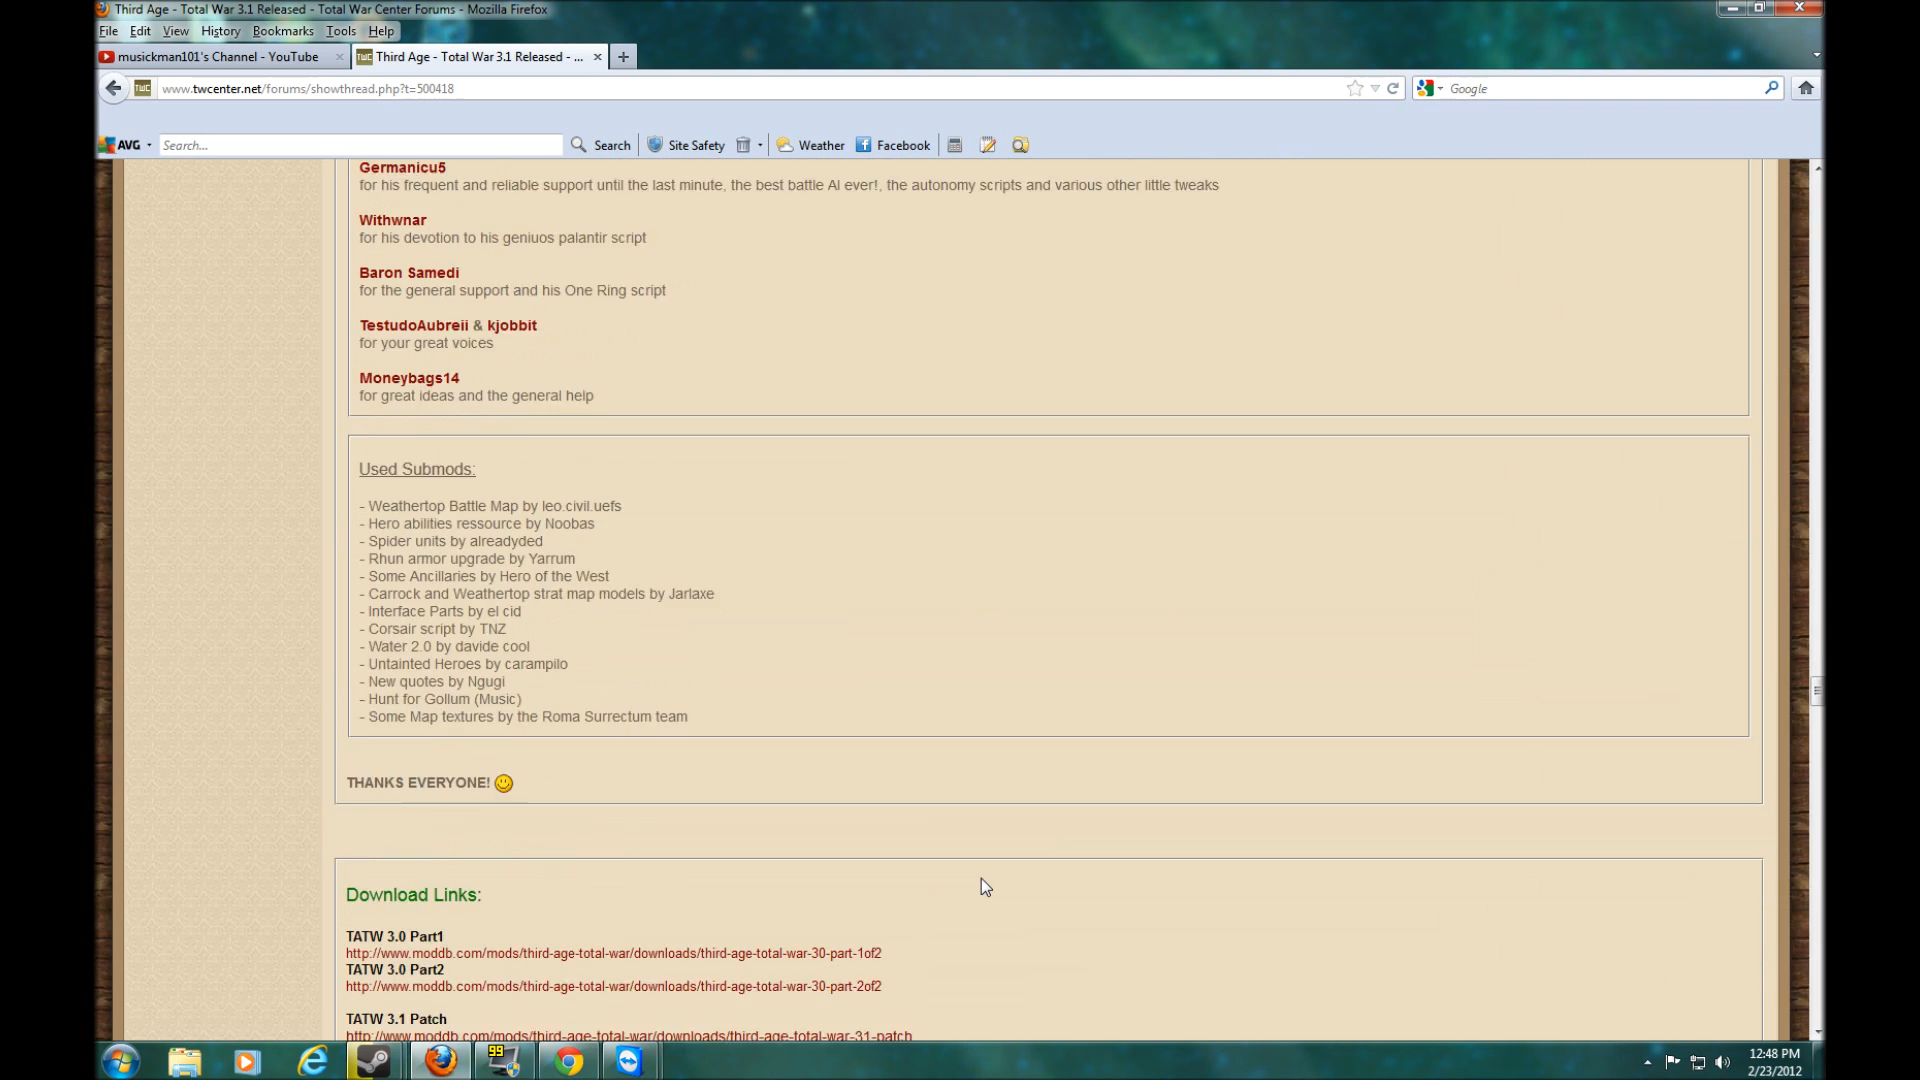 Third Age - Total War 3.1 Released - Total War Center Forums - Mozilla Firefox
File Edit View History Bookmarks Tools Help
musickman101's Channel - YouTube
TWC Third Age - Total War 3.1 Released - ...
TWC www.twcenter.net/forums/showthread.php?t=500418
Google
AVG Search... Search Site Safety Weather Facebook
Germanicu5
for his frequent and reliable support until the last minute, the best battle AI ever!, the autonomy scripts and various other little tweaks
Withwnar
for his devotion to his geniuos palantir script
Baron Samedi
for the general support and his One Ring script
TestudoAubreii & kjobbit
for your great voices
Moneybags14
for great ideas and the general help
Used Submods:
- Weathertop Battle Map by leo.civil.uefs
- Hero abilities ressource by Noobas
- Spider units by alreadyded
- Rhun armor upgrade by Yarrum
- Some Ancillaries by Hero of the West
- Carrock and Weathertop strat map models by Jarlaxe
- Interface Parts by el cid
- Corsair script by TNZ
- Water 2.0 by davide cool
- Untainted Heroes by carampilo
- New quotes by Ngugi
- Hunt for Gollum (Music)
- Some Map textures by the Roma Surrectum team
THANKS EVERYONE!
Download Links:
TATW 3.0 Part1
http://www.moddb.com/mods/third-age-total-war/downloads/third-age-total-war-30-part-1of2
TATW 3.0 Part2
http://www.moddb.com/mods/third-age-total-war/downloads/third-age-total-war-30-part-2of2
TATW 3.1 Patch
http://www.moddb.com/mods/third-age-total-war/downloads/third-age-total-war-31-patch
99
12:48 PM
2/23/2012